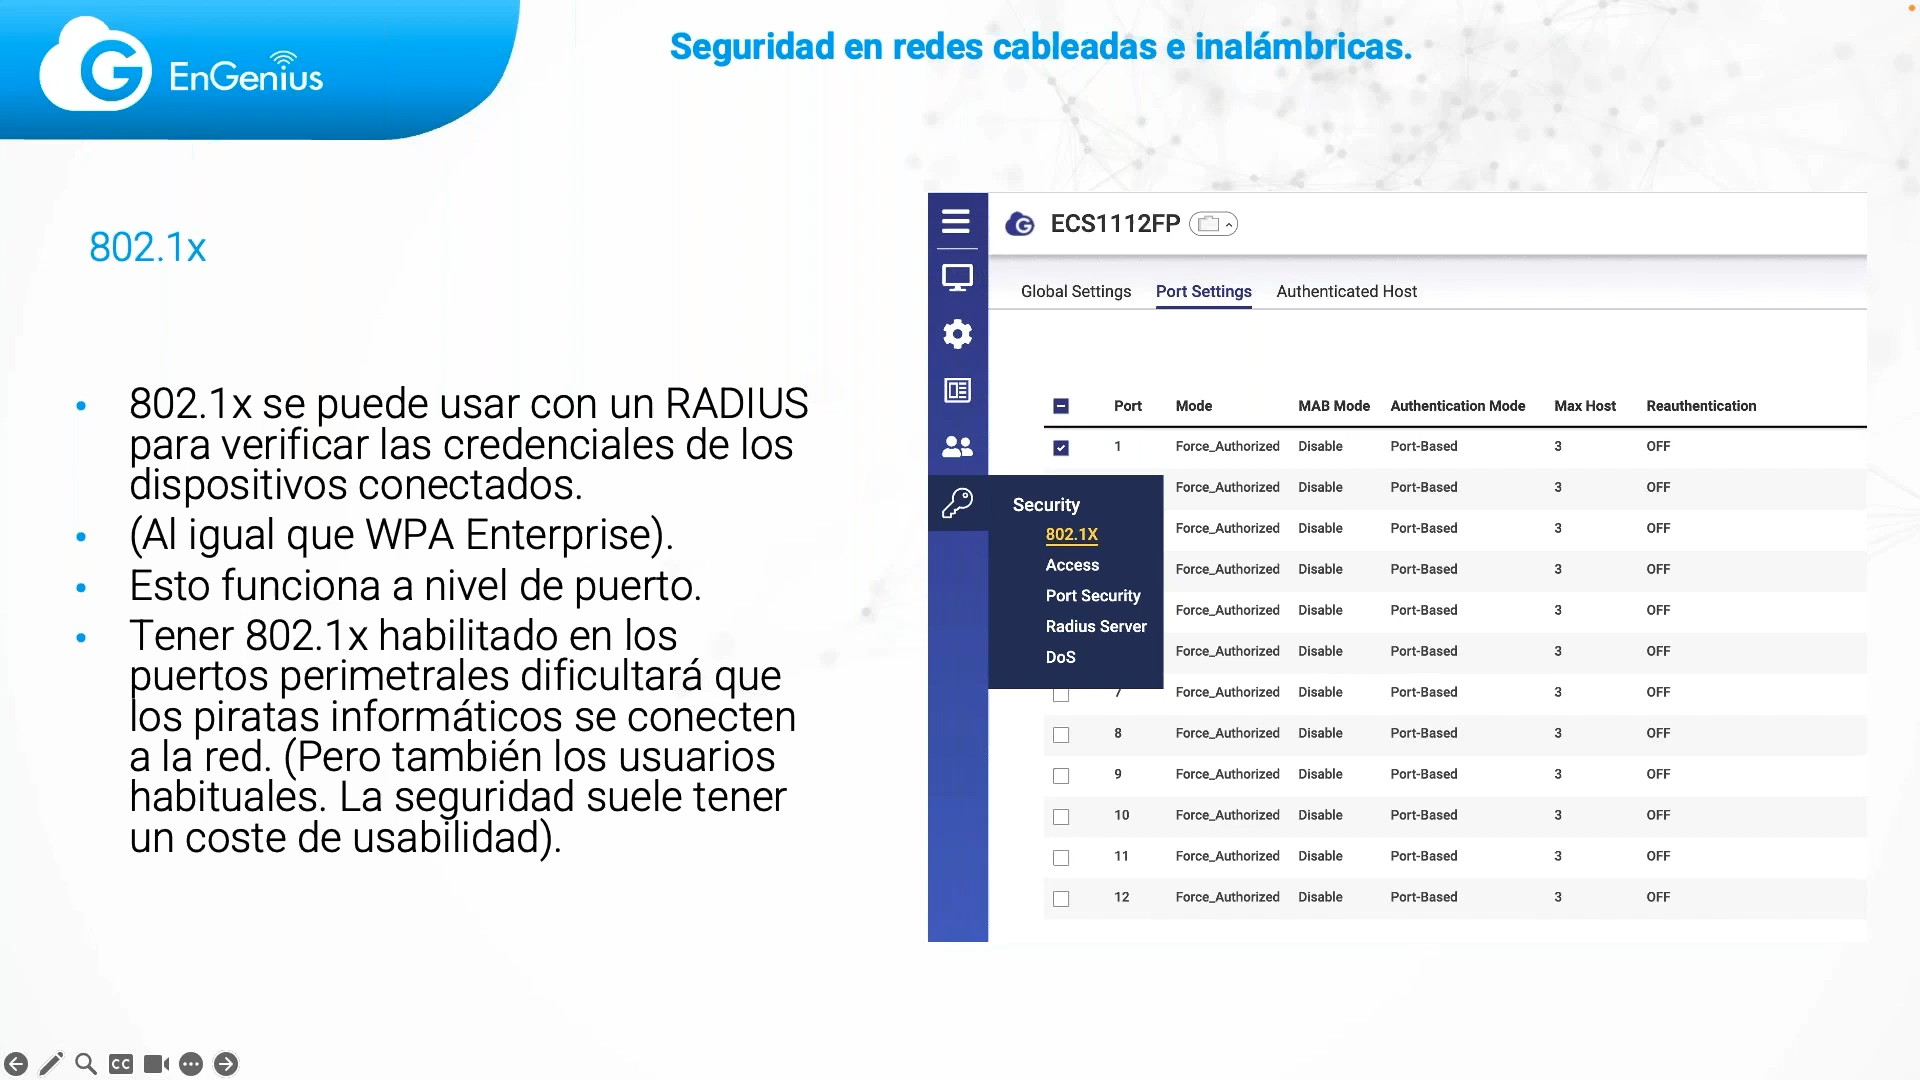 EnGenius
Seguridad en redes cableadas e inalámbricas.
802.1x
• 802.1x se puede usar con un RADIUS
para verificar las credenciales de los
dispositivos conectados.
• (Al igual que WPA Enterprise).
• Esto funciona a nivel de puerto.
• Tener 802.1x habilitado en los
puertos perimetrales dificultará que
los piratas informáticos se conecten
a la red. (Pero también los usuarios
habituales. La seguridad suele tener
un coste de usabilidad).
ECS1112FP
Global Settings Port Settings Authenticated Host
Port Mode MAB Mode Authentication Mode Max Host Reauthentication
1 Force_Authorized Disable Port-Based 3 OFF
Force_Authorized Disable Port-Based 3 OFF
Force_Authorized Disable Port-Based 3 OFF
Force_Authorized Disable Port-Based 3 OFF
Force_Authorized Disable Port-Based 3 OFF
Force_Authorized Disable Port-Based 3 OFF
7 Force_Authorized Disable Port-Based 3 OFF
8 Force_Authorized Disable Port-Based 3 OFF
9 Force_Authorized Disable Port-Based 3 OFF
10 Force_Authorized Disable Port-Based 3 OFF
11 Force_Authorized Disable Port-Based 3 OFF
12 Force_Authorized Disable Port-Based 3 OFF
Security
802.1X
Access
Port Security
Radius Server
DoS
CC